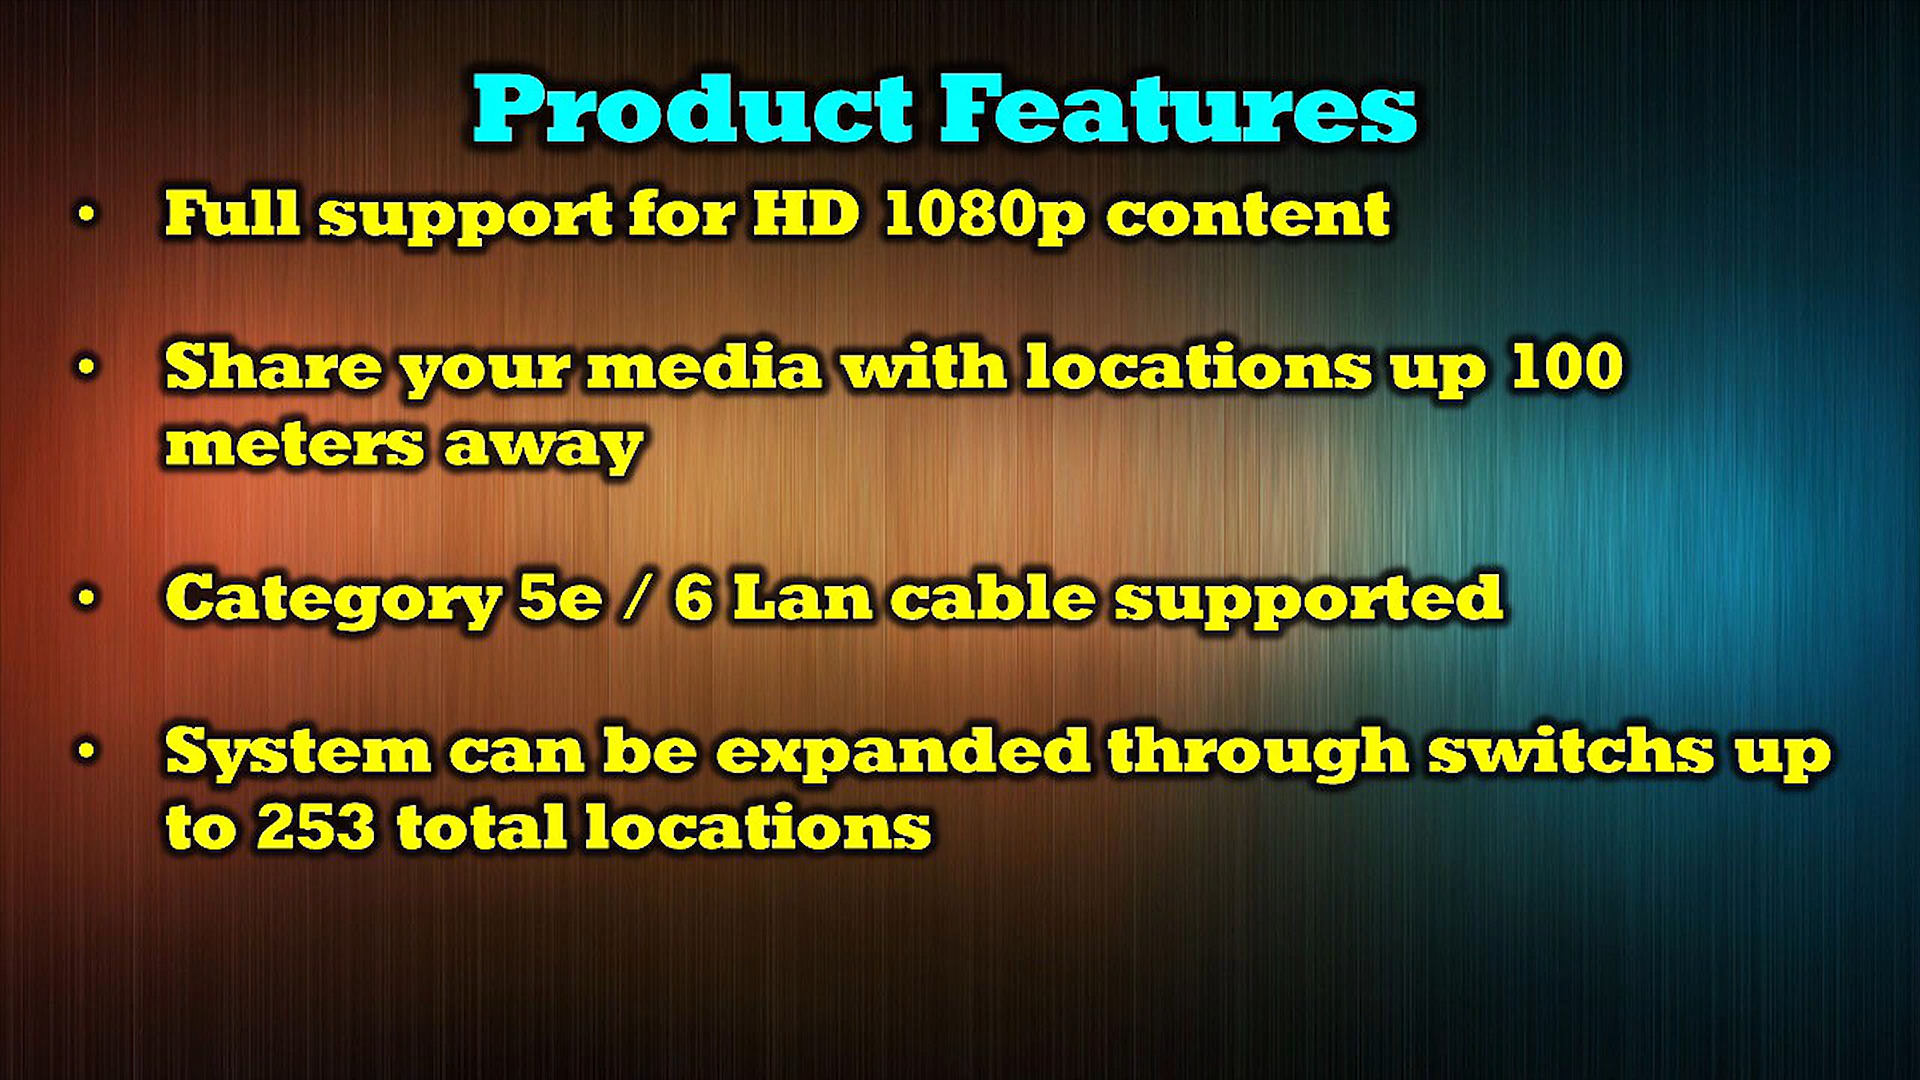 Product Features
• Full support for HD 1080p content
• Share your media with locations up 100
meters away
• Category 5e / 6 Lan cable supported
• System can be expanded through switchs up
to 253 total locations